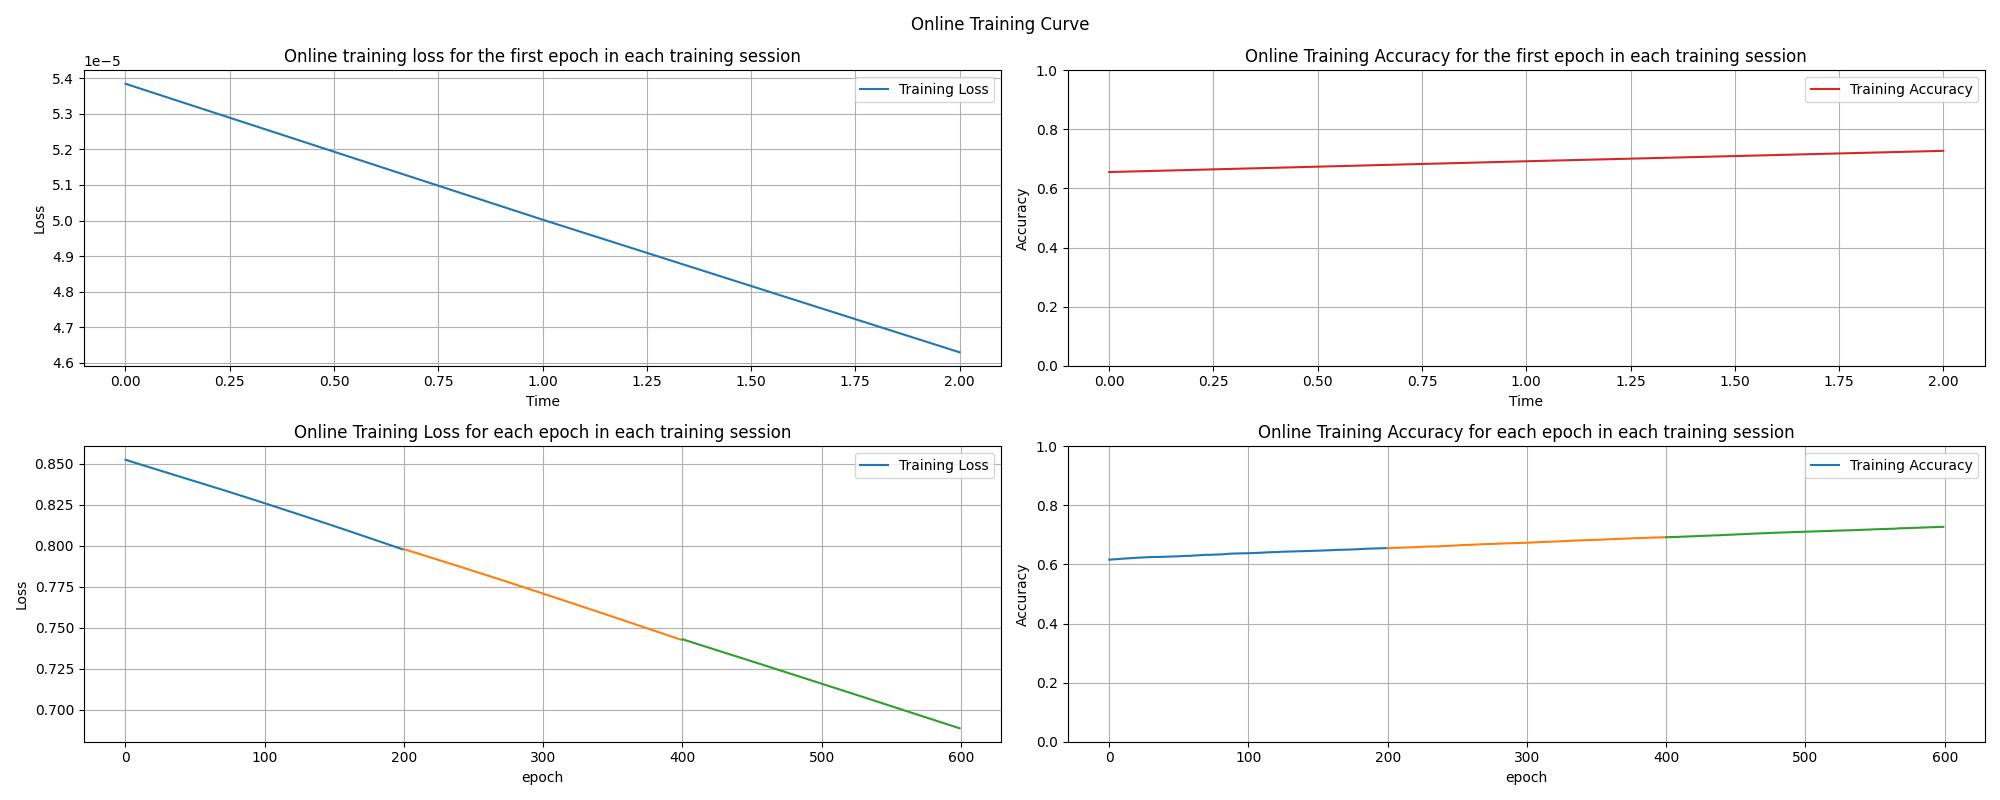 Online Training Curve
Online training loss for the first epoch in each training session
1e−5
5.4
5.3
5.2
5.1
5.0
4.9
4.8
4.7
4.6
Loss
Training Loss
0.00 0.25 0.50 0.75 1.00 1.25 1.50 1.75 2.00
Time
Online Training Accuracy for the first epoch in each training session
1.0
0.8
0.6
0.4
0.2
0.0
Accuracy
Training Accuracy
0.00 0.25 0.50 0.75 1.00 1.25 1.50 1.75 2.00
Time
Online Training Loss for each epoch in each training session
0.850
0.825
0.800
0.775
0.750
0.725
0.700
Loss
Training Loss
0 100 200 300 400 500 600
epoch
Online Training Accuracy for each epoch in each training session
1.0
0.8
0.6
0.4
0.2
0.0
Accuracy
Training Accuracy
0 100 200 300 400 500 600
epoch